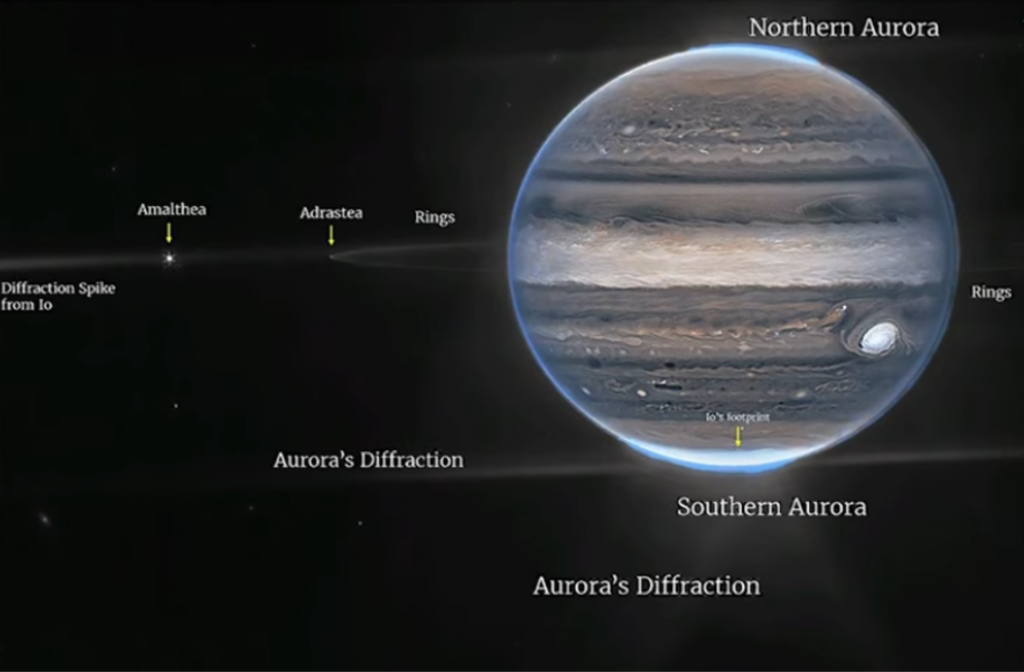 Northern Aurora
Amalthea
Adrastea
Rings
Diffraction Spike
from Io
Rings
Io's footprint
Aurora's Diffraction
Southern Aurora
Aurora's Diffraction